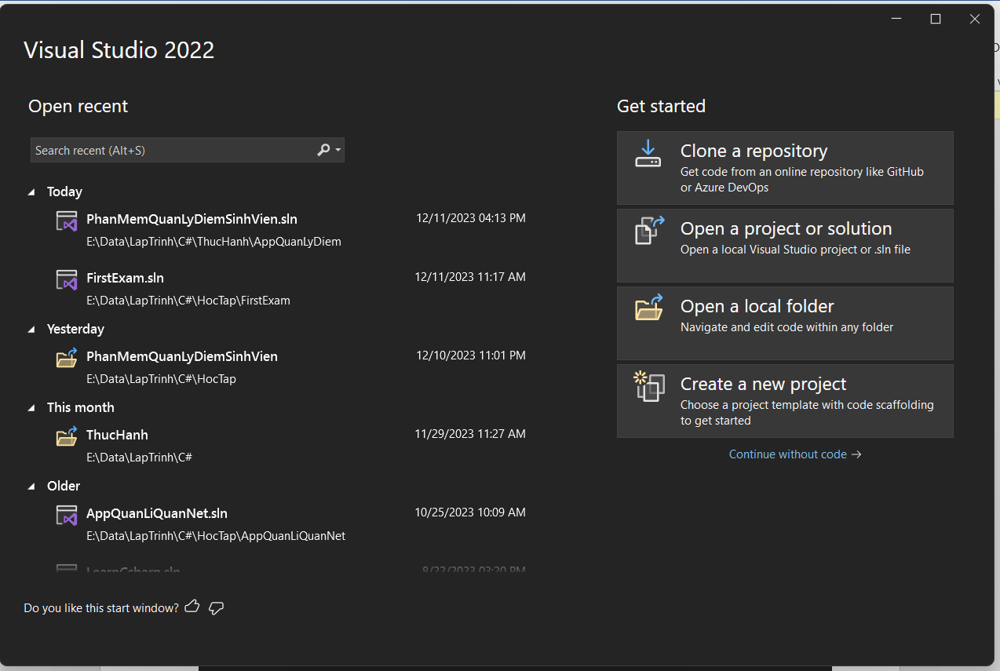 Visual Studio 2022
Open recent
Search recent (Alt+S)
Today
PhanMemQuanLyDiemSinhVien.sln 12/11/2023 04:13 PM
E:\Data\LapTrinh\C#\ThucHanh\AppQuanLyDiem
FirstExam.sln 12/11/2023 11:17 AM
E:\Data\LapTrinh\C#\HocTap\FirstExam
Yesterday
PhanMemQuanLyDiemSinhVien 12/10/2023 11:01 PM
E:\Data\LapTrinh\C#\HocTap
This month
ThucHanh 11/29/2023 11:27 AM
E:\Data\LapTrinh\C#
Older
AppQuanLiQuanNet.sln 10/25/2023 10:09 AM
E:\Data\LapTrinh\C#\HocTap\AppQuanLiQuanNet
LearnCsharp.sln 8/22/2023 03:20 PM
Do you like this start window?
Get started
Clone a repository
Get code from an online repository like GitHub
or Azure DevOps
Open a project or solution
Open a local Visual Studio project or .sln file
Open a local folder
Navigate and edit code within any folder
Create a new project
Choose a project template with code scaffolding
to get started
Continue without code →